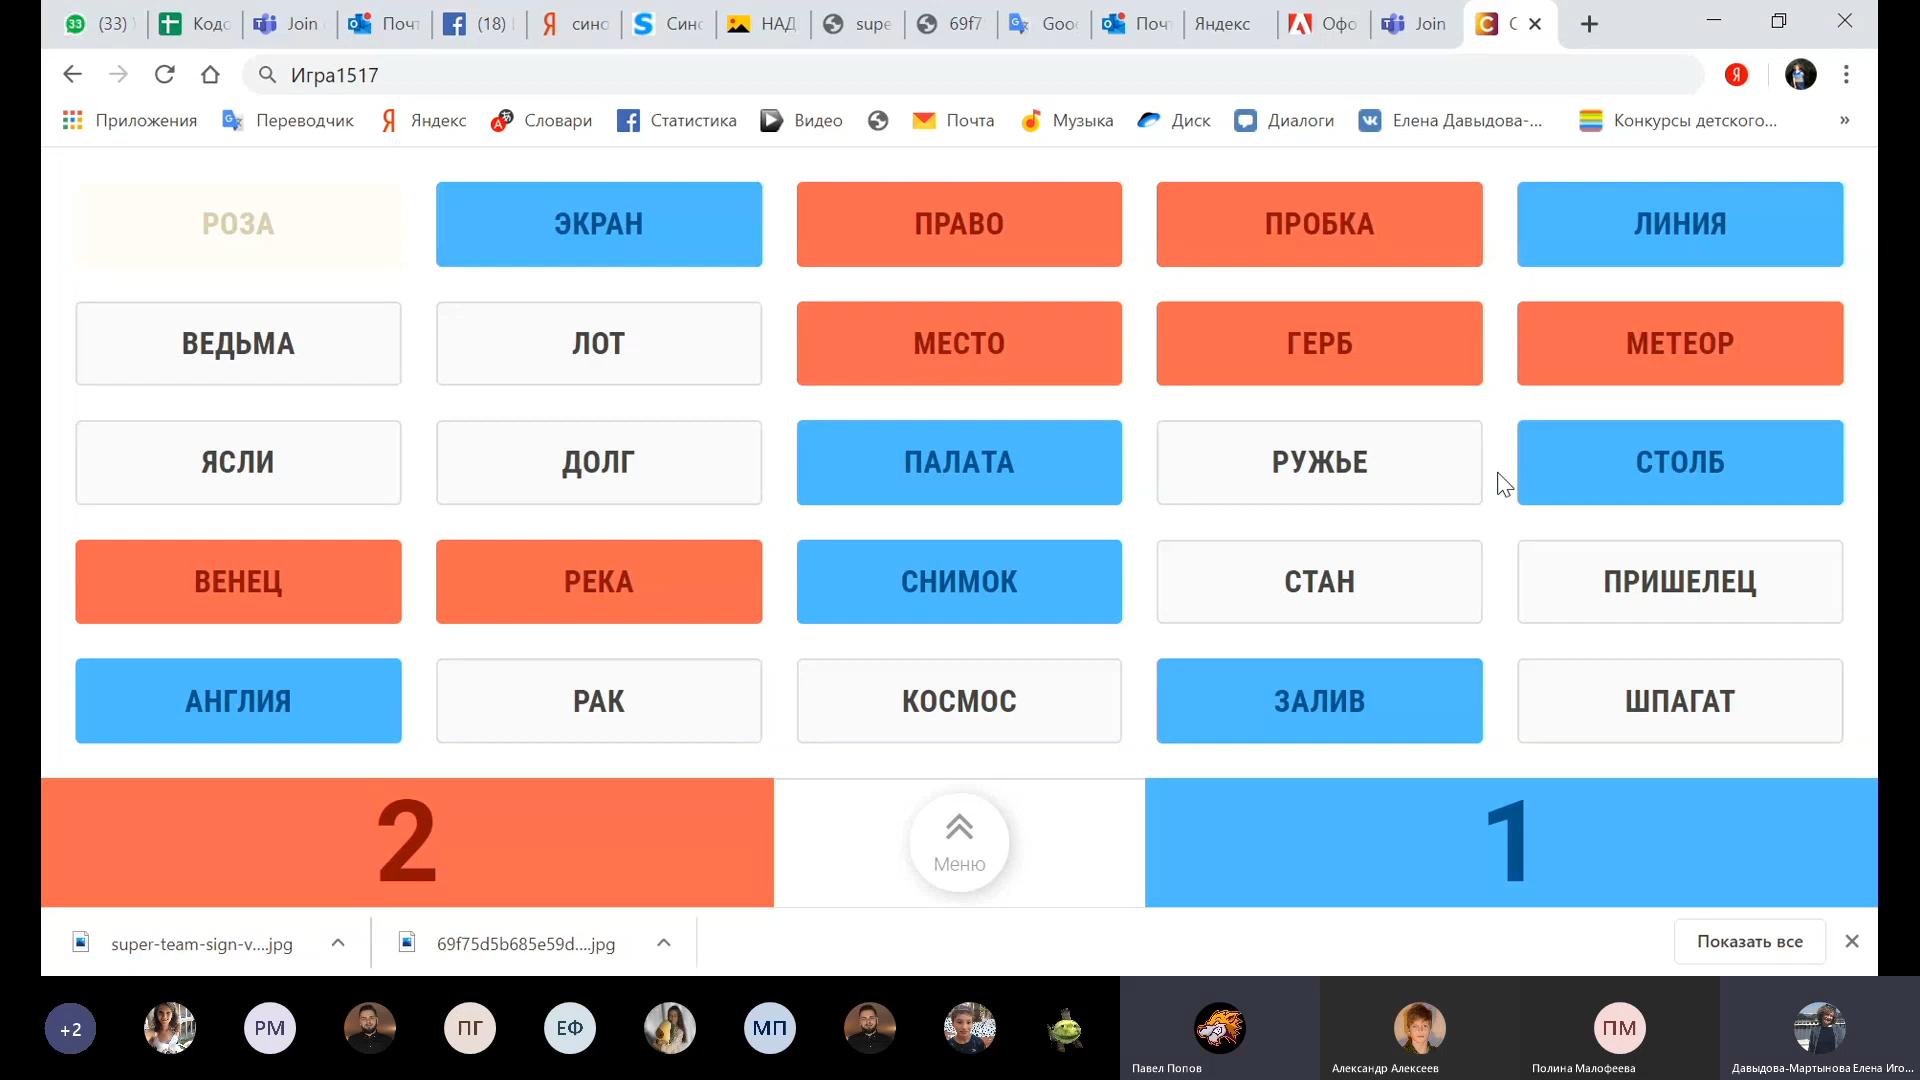 (33) Кодо Join Почт (18) сино Сино НАД supe 69f7 Goo Почт Яндекс Офо Join С
Игра1517
Приложения Переводчик Яндекс Словари Статистика Видео Почта Музыка Диск Диалоги Елена Давыдова-... Конкурсы детского... »
РОЗА ЭКРАН ПРАВО ПРОБКА ЛИНИЯ
ВЕДЬМА ЛОТ МЕСТО ГЕРБ МЕТЕОР
ЯСЛИ ДОЛГ ПАЛАТА РУЖЬЕ СТОЛБ
ВЕНЕЦ РЕКА СНИМОК СТАН ПРИШЕЛЕЦ
АНГЛИЯ РАК КОСМОС ЗАЛИВ ШПАГАТ
2 Меню 1
super-team-sign-v....jpg 69f75d5b685e59d....jpg Показать все
+2 РМ ПГ ЕФ МП ПМ
Павел Попов Александр Алексеев Полина Малофеева Давыдова-Мартынова Елена Иго...